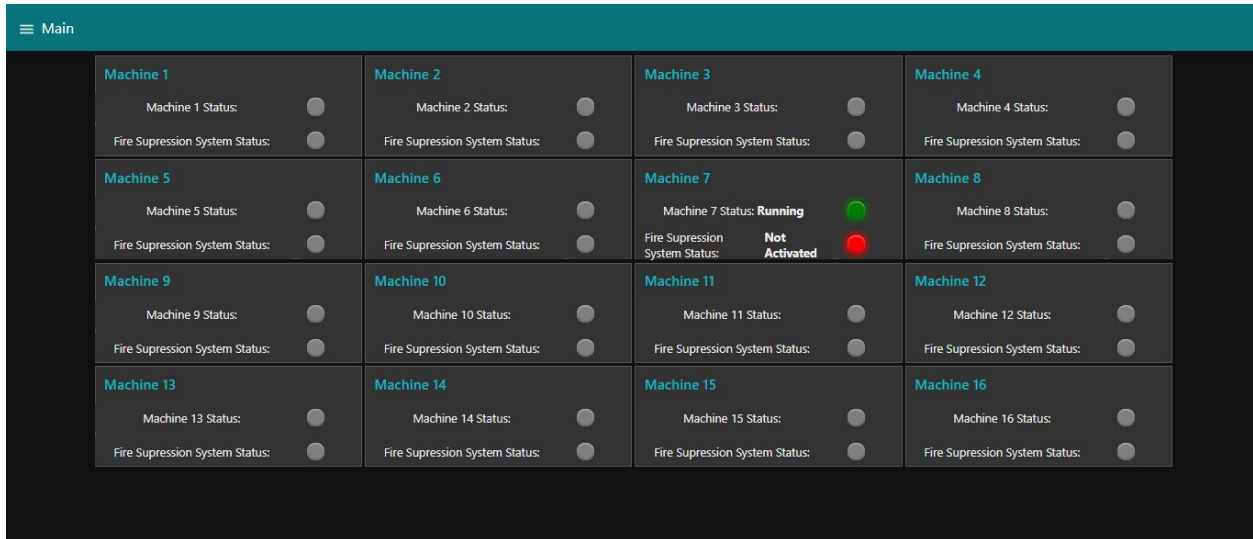 Main
Machine 1
Machine 1 Status:
Fire Supression System Status:
Machine 2
Machine 2 Status:
Fire Supression System Status:
Machine 3
Machine 3 Status:
Fire Supression System Status:
Machine 4
Machine 4 Status:
Fire Supression System Status:
Machine 5
Machine 5 Status:
Fire Supression System Status:
Machine 6
Machine 6 Status:
Fire Supression System Status:
Machine 7
Machine 7 Status: Running
Fire Supression System Status: Not Activated
Machine 8
Machine 8 Status:
Fire Supression System Status:
Machine 9
Machine 9 Status:
Fire Supression System Status:
Machine 10
Machine 10 Status:
Fire Supression System Status:
Machine 11
Machine 11 Status:
Fire Supression System Status:
Machine 12
Machine 12 Status:
Fire Supression System Status:
Machine 13
Machine 13 Status:
Fire Supression System Status:
Machine 14
Machine 14 Status:
Fire Supression System Status:
Machine 15
Machine 15 Status:
Fire Supression System Status:
Machine 16
Machine 16 Status:
Fire Supression System Status: